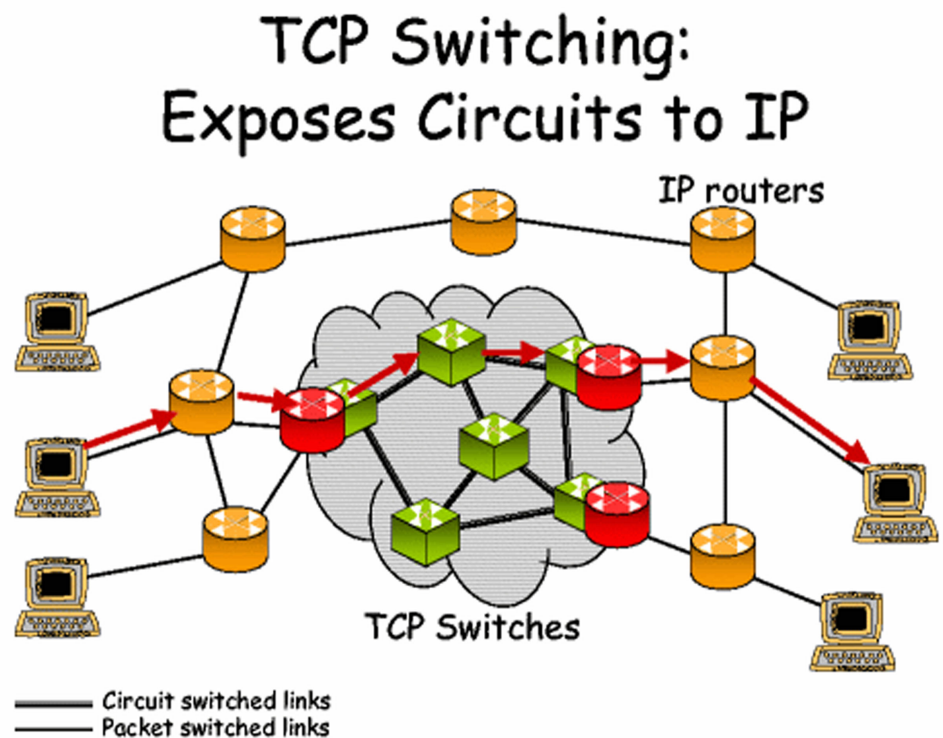 TCP Switching:
Exposes Circuits to IP
IP routers
TCP Switches
Circuit switched links
Packet switched links